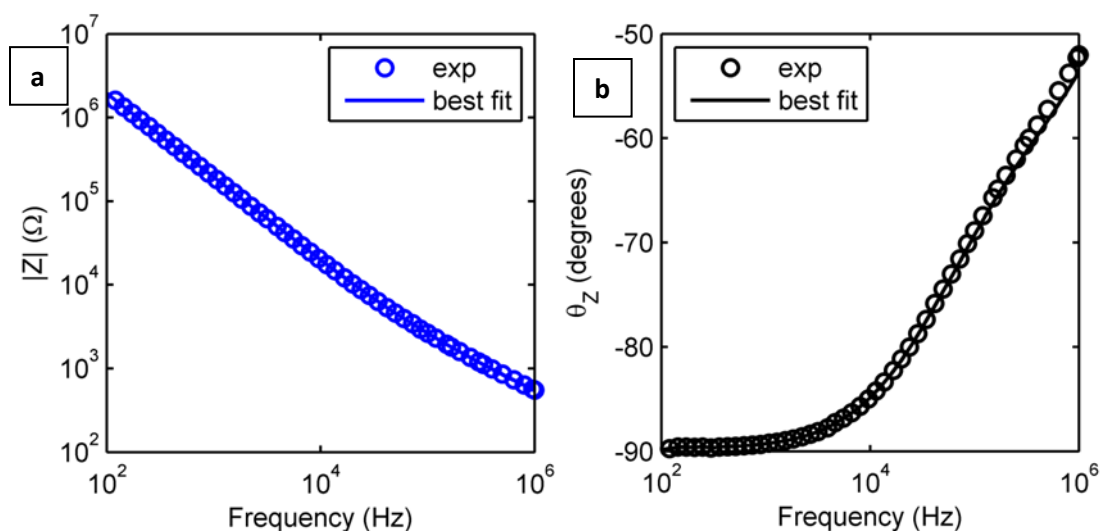 a
10^7
10^6
10^5
10^4
10^3
10^2
|Z| (Ω)
exp
best fit
10^2
10^4
10^6
Frequency (Hz)
b
-50
-60
-70
-80
-90
θ_Z (degrees)
exp
best fit
10^2
10^4
10^6
Frequency (Hz)